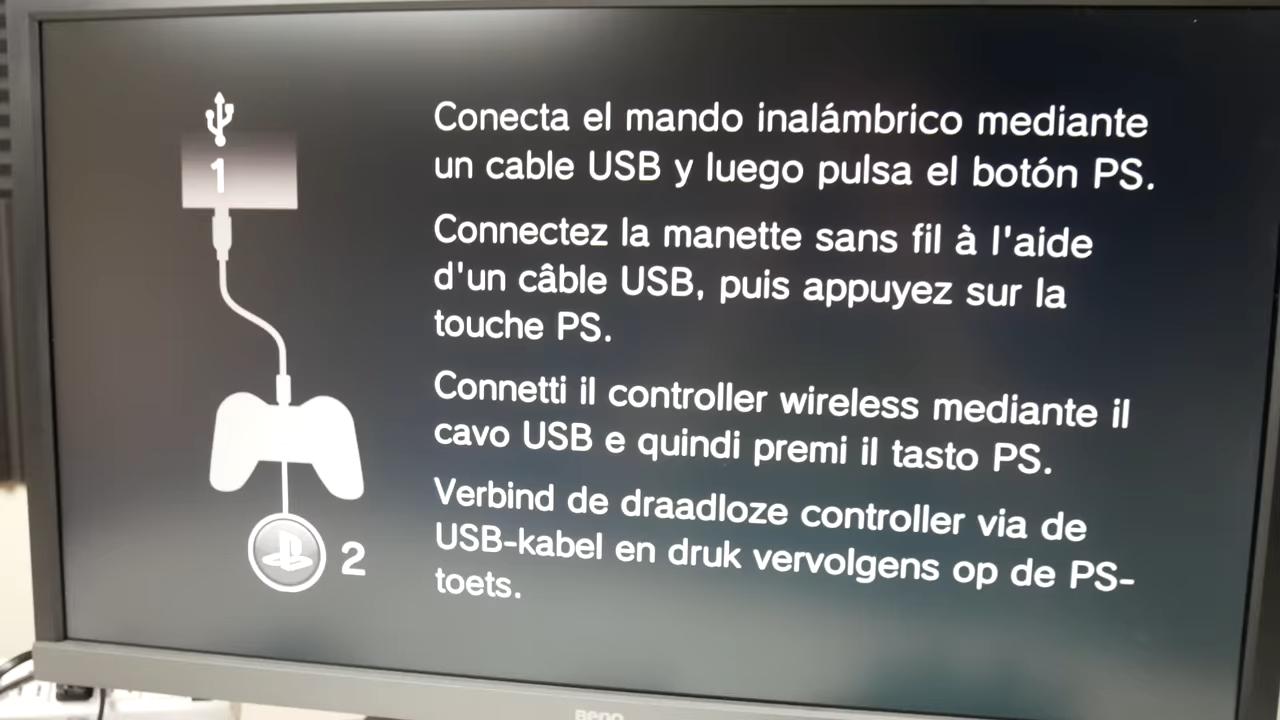 1
Conecta el mando inalámbrico mediante
un cable USB y luego pulsa el botón PS.
Connectez la manette sans fil à l'aide
d'un câble USB, puis appuyez sur la
touche PS.
Connetti il controller wireless mediante il
cavo USB e quindi premi il tasto PS.
Verbind de draadloze controller via de
USB-kabel en druk vervolgens op de PS-
toets.
2
BenQ